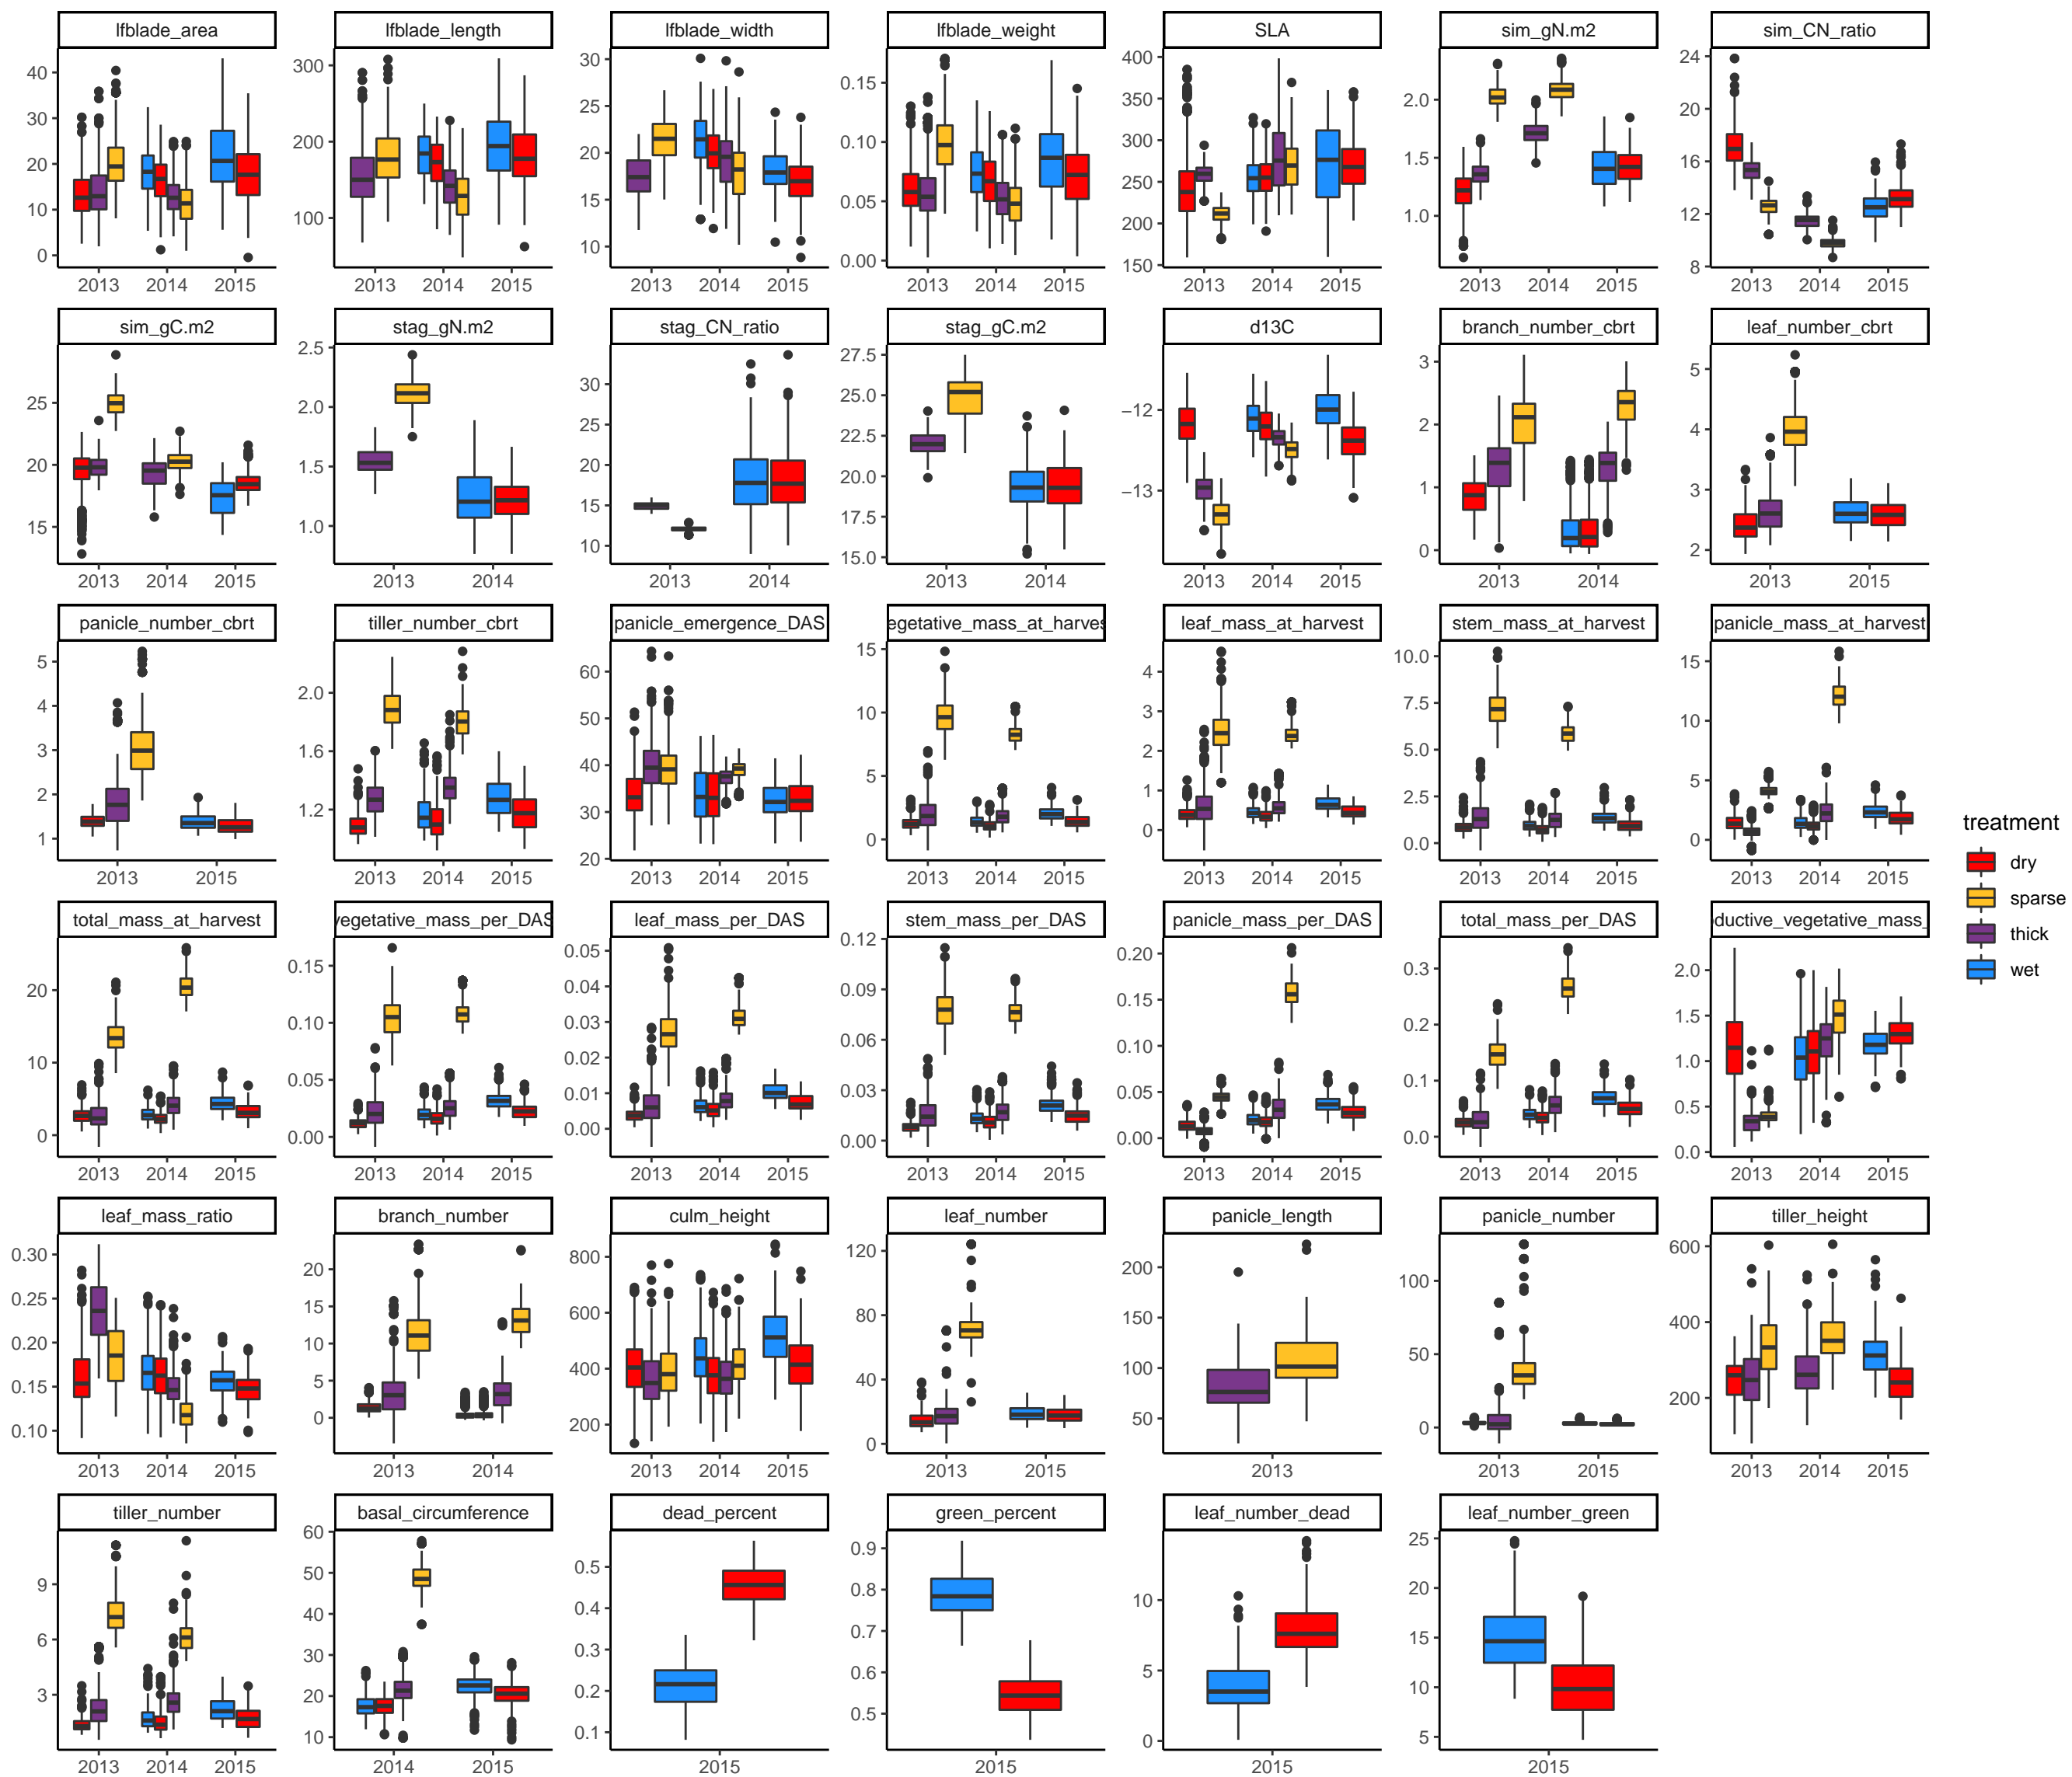 lfblade_area lfblade_length lfblade_width lfblade_weight SLA sim_gN.m2 sim_CN_ratio
40 30 20 10 0 300 200 100 30 25 20 15 10 0.15 0.10 0.05 0.00 400 350 300 250 200 150 2.0 1.5 1.0 24 20 16 12 8
2013 2014 2015 2013 2014 2015 2013 2014 2015 2013 2014 2015 2013 2014 2015 2013 2014 2015 2013 2014 2015
sim_gC.m2 stag_gN.m2 stag_CN_ratio stag_gC.m2 d13C branch_number_cbrt leaf_number_cbrt
25 20 15 2.5 2.0 1.5 1.0 30 25 20 15 10 27.5 25.0 22.5 20.0 17.5 15.0 −12 −13 3 2 1 0 5 4 3 2
2013 2014 2015 2013 2014 2013 2014 2013 2014 2013 2014 2015 2013 2014 2013 2015
panicle_number_cbrt tiller_number_cbrt panicle_emergence_DAS egetative_mass_at_harves leaf_mass_at_harvest stem_mass_at_harvest panicle_mass_at_harvest
5 4 3 2 1 2.0 1.6 1.2 60 50 40 30 20 15 10 5 0 4 3 2 1 0 10.0 7.5 5.0 2.5 0.0 15 10 5 0
2013 2015 2013 2014 2015 2013 2014 2015 2013 2014 2015 2013 2014 2015 2013 2014 2015 2013 2014 2015
treatment
dry
sparse
thick
wet
total_mass_at_harvest vegetative_mass_per_DAS leaf_mass_per_DAS stem_mass_per_DAS panicle_mass_per_DAS total_mass_per_DAS oductive_vegetative_mass_
20 10 0 0.15 0.10 0.05 0.00 0.05 0.04 0.03 0.02 0.01 0.00 0.12 0.09 0.06 0.03 0.00 0.20 0.15 0.10 0.05 0.00 0.3 0.2 0.1 0.0 2.0 1.5 1.0 0.5 0.0
2013 2014 2015 2013 2014 2015 2013 2014 2015 2013 2014 2015 2013 2014 2015 2013 2014 2015 2013 2014 2015
leaf_mass_ratio branch_number culm_height leaf_number panicle_length panicle_number tiller_height
0.30 0.25 0.20 0.15 0.10 20 15 10 5 0 800 600 400 200 120 80 40 0 200 150 100 50 100 50 0 600 400 200
2013 2014 2015 2013 2014 2013 2014 2015 2013 2015 2013 2013 2015 2013 2014 2015
tiller_number basal_circumference dead_percent green_percent leaf_number_dead leaf_number_green
9 6 3 60 50 40 30 20 10 0.5 0.4 0.3 0.2 0.1 0.9 0.8 0.7 0.6 0.5 10 5 0 25 20 15 10 5
2013 2014 2015 2014 2015 2015 2015 2015 2015